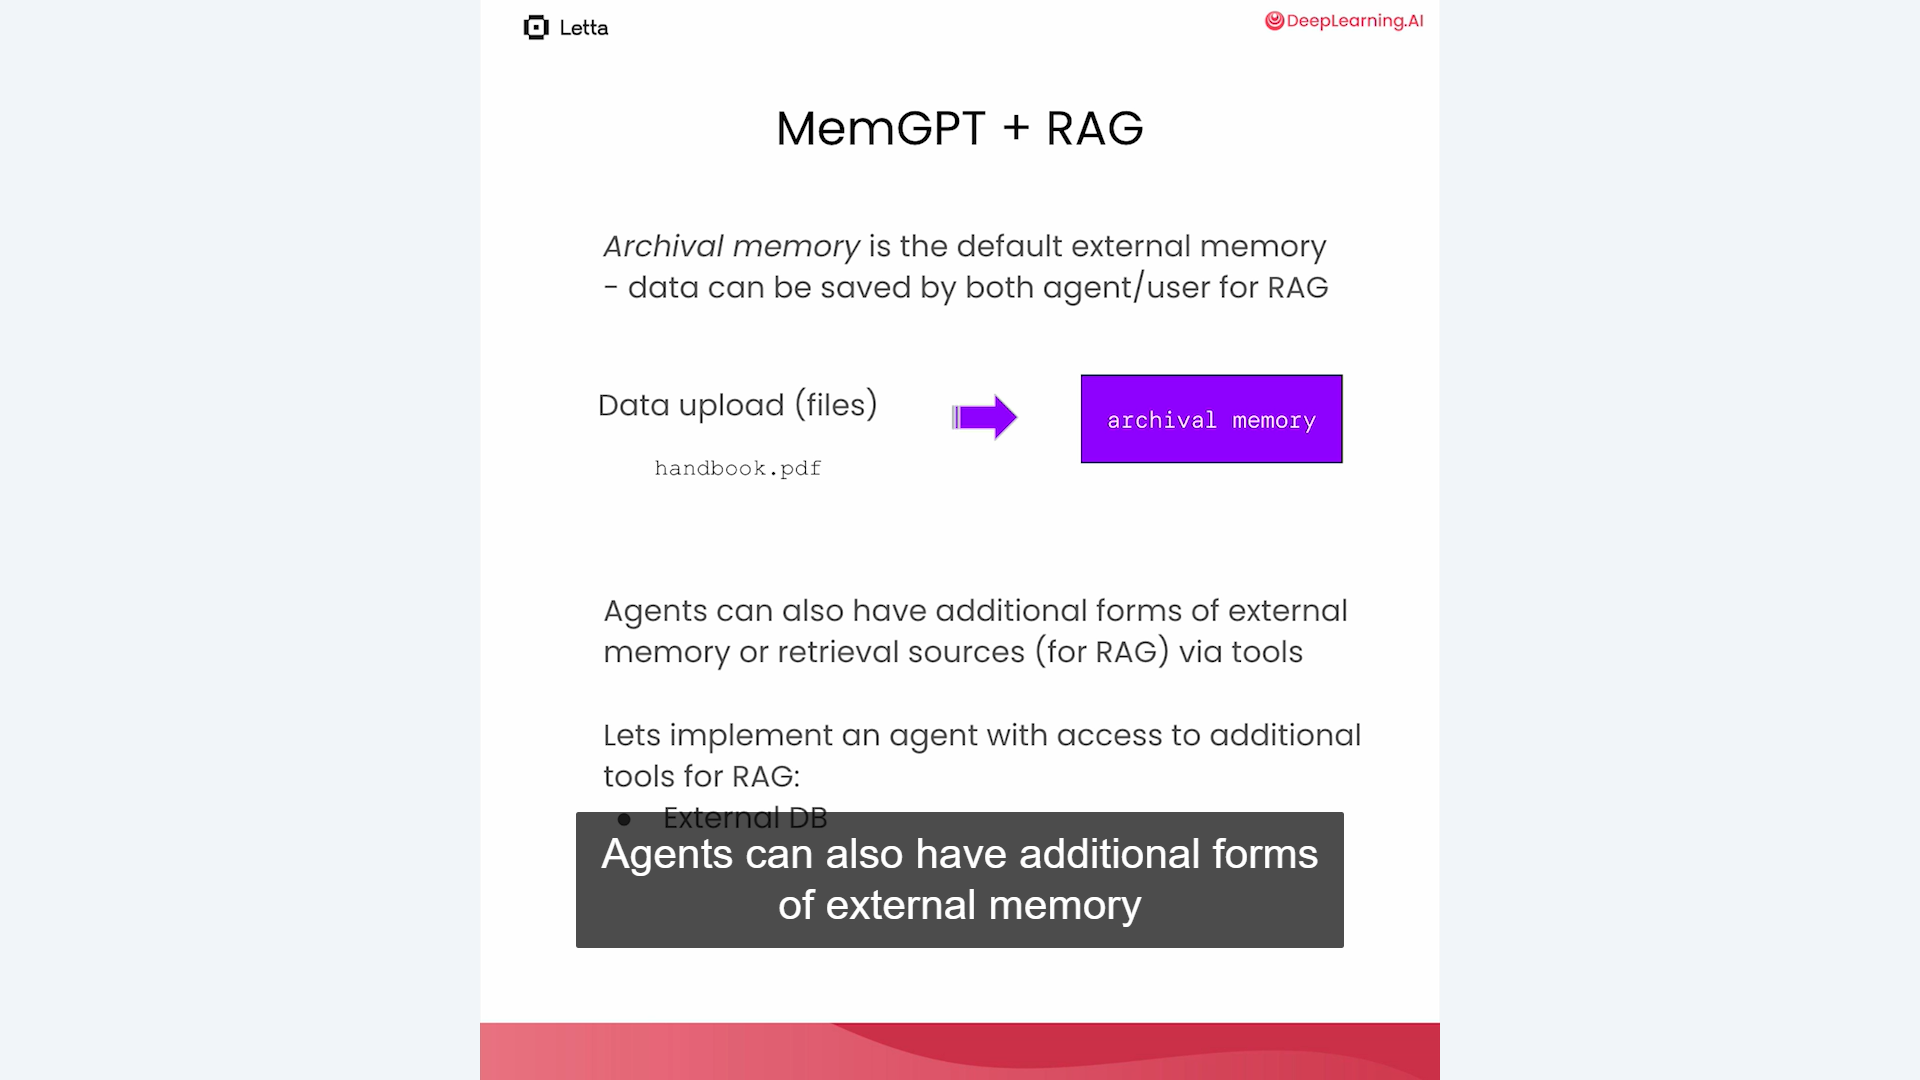 Letta
DeepLearning.AI
MemGPT + RAG
Archival memory is the default external memory
- data can be saved by both agent/user for RAG
Data upload (files)
archival memory
handbook.pdf
Agents can also have additional forms of external
memory or retrieval sources (for RAG) via tools
Lets implement an agent with access to additional
tools for RAG:
● External DB
Agents can also have additional forms
of external memory